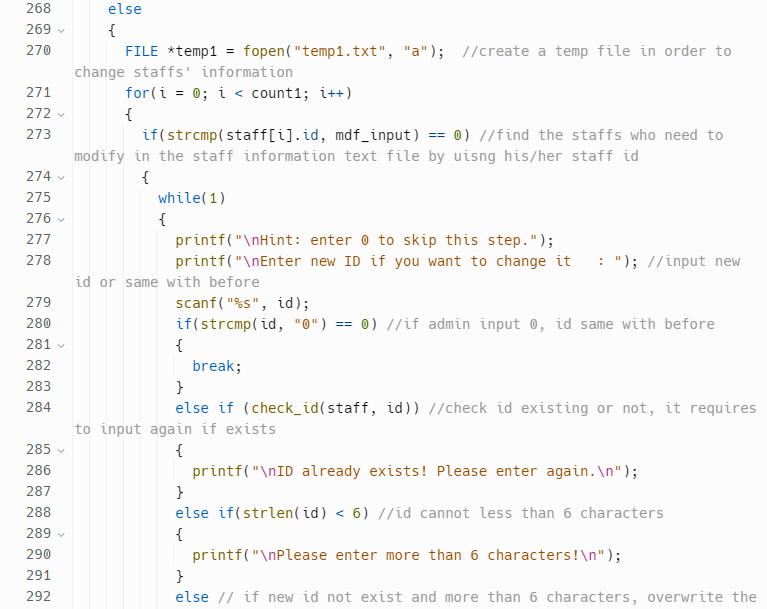 268 else
269 {
270 FILE *temp1 = fopen("temp1.txt", "a");  //create a temp file in order to
change staffs' information
271 for(i = 0; i < count1; i++)
272 {
273 if(strcmp(staff[i].id, mdf_input) == 0) //find the staffs who need to
modify in the staff information text file by uisng his/her staff id
274 {
275 while(1)
276 {
277 printf("\nHint: enter 0 to skip this step.");
278 printf("\nEnter new ID if you want to change it   : "); //input new
id or same with before
279 scanf("%s", id);
280 if(strcmp(id, "0") == 0) //if admin input 0, id same with before
281 {
282 break;
283 }
284 else if (check_id(staff, id)) //check id existing or not, it requires
to input again if exists
285 {
286 printf("\nID already exists! Please enter again.\n");
287 }
288 else if(strlen(id) < 6) //id cannot less than 6 characters
289 {
290 printf("\nPlease enter more than 6 characters!\n");
291 }
292 else // if new id not exist and more than 6 characters, overwrite the